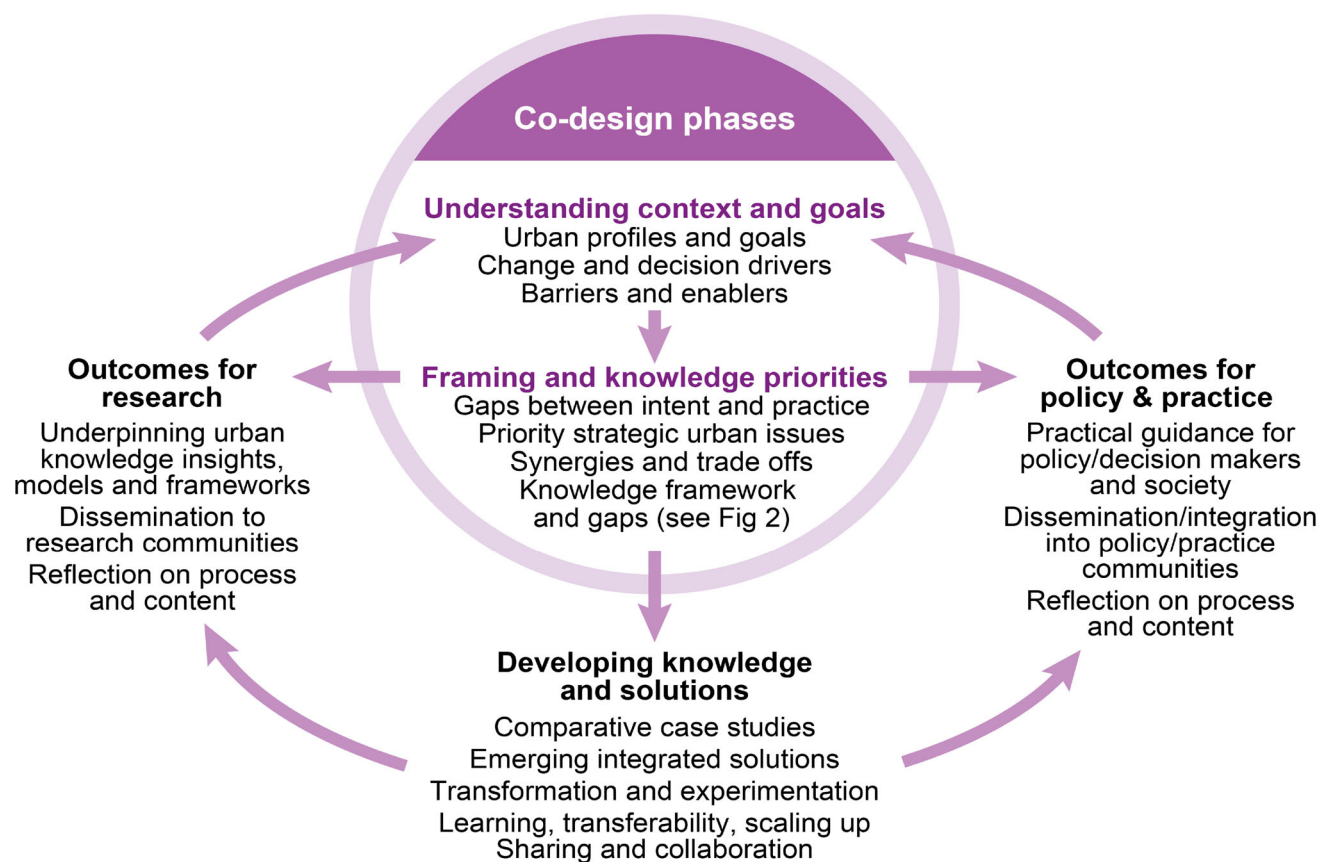 Co-design phases
Understanding context and goals
Urban profiles and goals
Change and decision drivers
Barriers and enablers
Framing and knowledge priorities
Gaps between intent and practice
Priority strategic urban issues
Synergies and trade offs
Knowledge framework
and gaps (see Fig 2)
Outcomes for
research
Underpinning urban
knowledge insights,
models and frameworks
Dissemination to
research communities
Reflection on process
and content
Outcomes for
policy & practice
Practical guidance for
policy/decision makers
and society
Dissemination/integration
into policy/practice
communities
Reflection on process
and content
Developing knowledge
and solutions
Comparative case studies
Emerging integrated solutions
Transformation and experimentation
Learning, transferability, scaling up
Sharing and collaboration